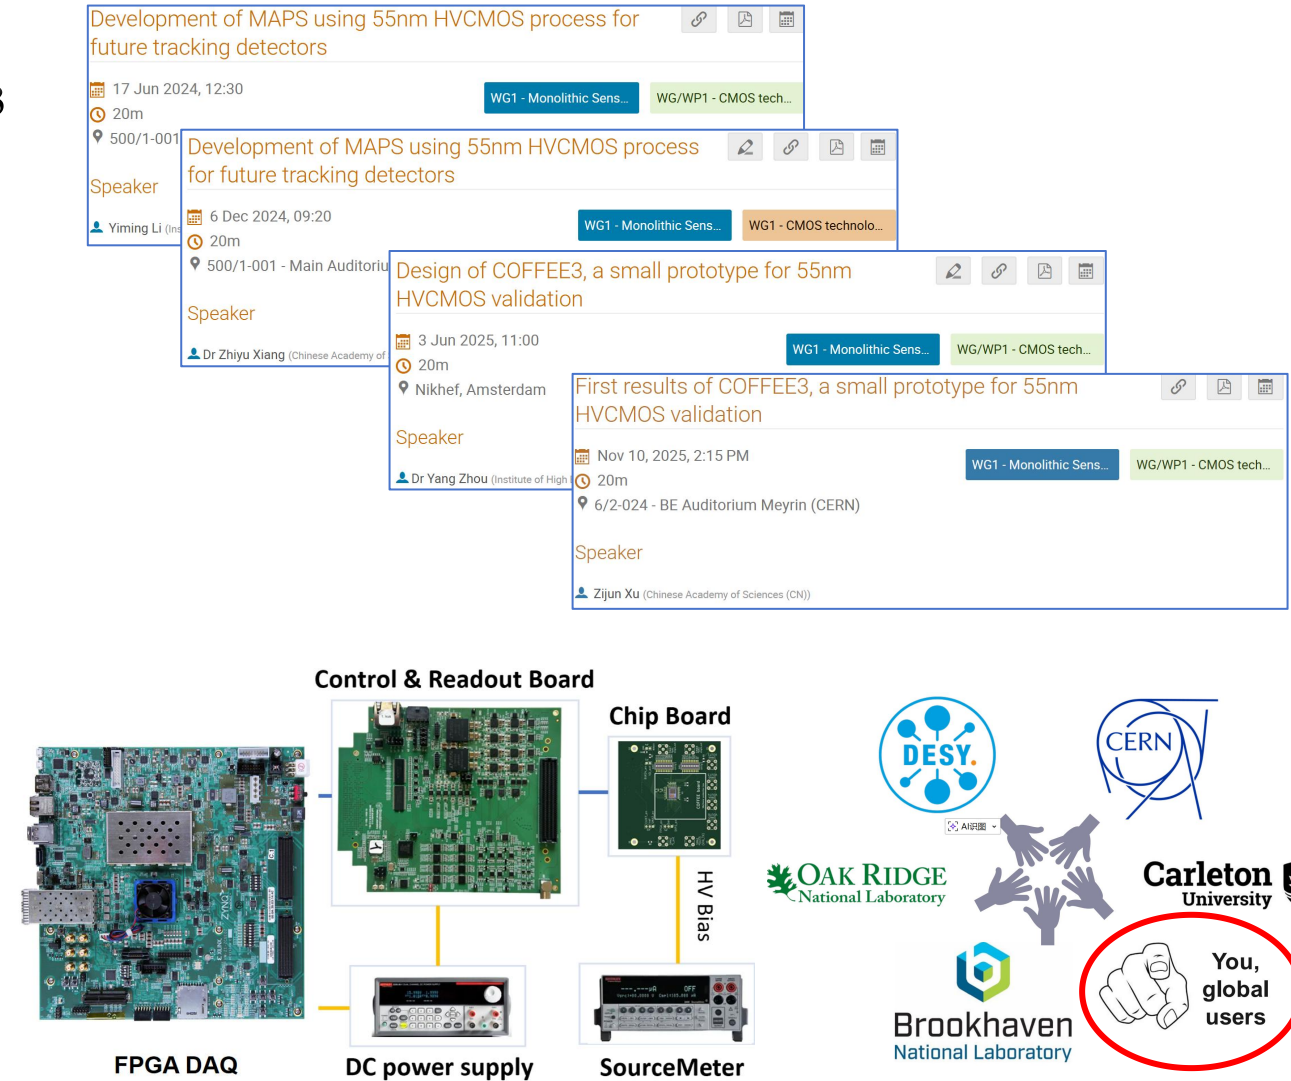 3
Development of MAPS using 55nm HVCMOS process for
future tracking detectors
17 Jun 2024, 12:30
20m
500/1-001
WG1 - Monolithic Sens...
WG/WP1 - CMOS tech...
Speaker
Yiming Li (Ins
Development of MAPS using 55nm HVCMOS process
for future tracking detectors
6 Dec 2024, 09:20
20m
500/1-001 - Main Auditoriu
WG1 - Monolithic Sens...
WG1 - CMOS technolo...
Speaker
Dr Zhiyu Xiang (Chinese Academy of
Design of COFFEE3, a small prototype for 55nm
HVCMOS validation
3 Jun 2025, 11:00
20m
Nikhef, Amsterdam
WG1 - Monolithic Sens...
WG/WP1 - CMOS tech...
Speaker
Dr Yang Zhou (Institute of High
First results of COFFEE3, a small prototype for 55nm
HVCMOS validation
Nov 10, 2025, 2:15 PM
20m
6/2-024 - BE Auditorium Meyrin (CERN)
WG1 - Monolithic Sens...
WG/WP1 - CMOS tech...
Speaker
Zijun Xu (Chinese Academy of Sciences (CN))
Control & Readout Board
Chip Board
HV Bias
ZYNQ
FPGA DAQ
DC power supply
OFF
SourceMeter
DESY.
CERN
AI识图
OAK RIDGE
National Laboratory
Carleton
University
Brookhaven
National Laboratory
You,
global
users